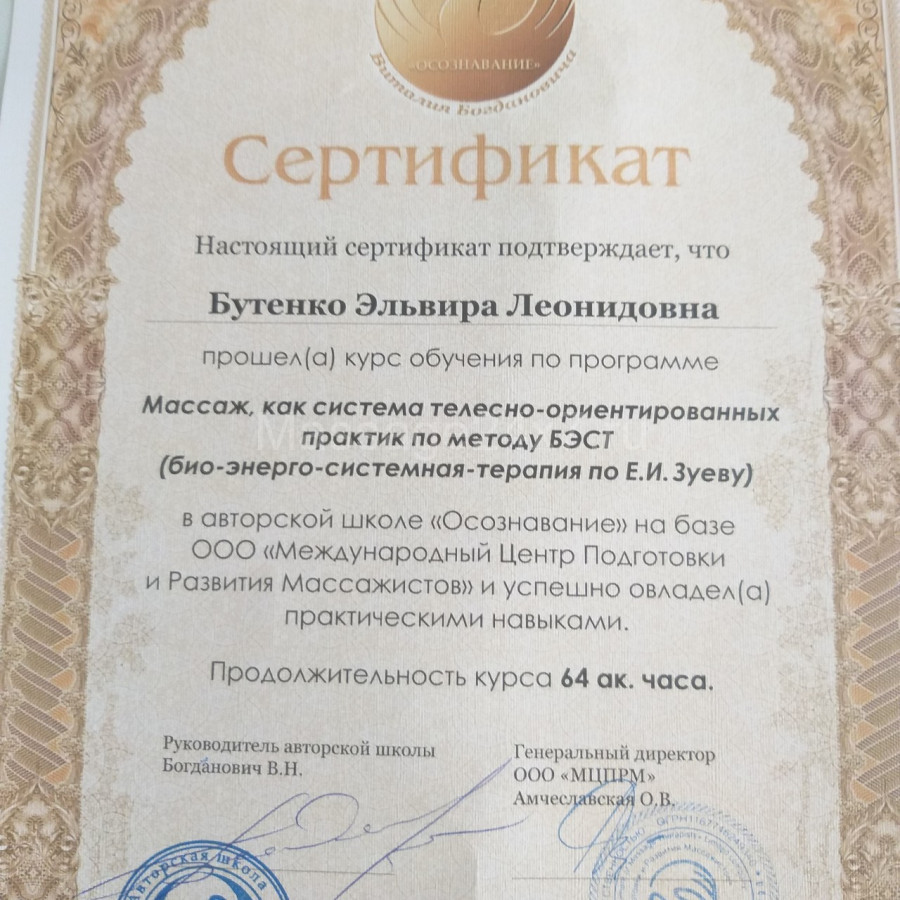 «ОСОЗНАВАНИЕ»
Виталия Богдановича
Сертификат
Настоящий сертификат подтверждает, что
Бутенко Эльвира Леонидовна
прошел(а) курс обучения по программе
Массаж, как система телесно-ориентированных
практик по методу БЭСТ
(био-энерго-системная-терапия по Е.И. Зуеву)
в авторской школе «Осознавание» на базе
ООО «Международный Центр Подготовки
и Развития Массажистов» и успешно овладел(а)
практическими навыками.
Продолжительность курса 64 ак. часа.
Руководитель авторской школы
Богданович В.Н.
Генеральный директор
ООО «МЦПРМ»
Амчеславская О.В.
Авторская школа